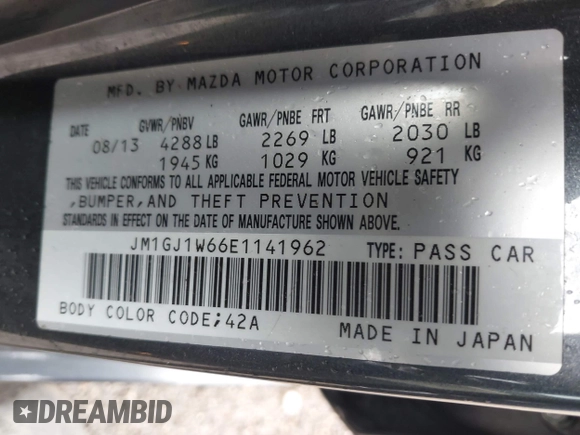 MFD. BY MAZDA MOTOR CORPORATION
DATE GVWR/PNBV GAWR/PNBE FRT GAWR/PNBE RR
08/13 4288 LB 2269 LB 2030 LB
1945 KG 1029 KG 921 KG
THIS VEHICLE CONFORMS TO ALL APPLICABLE FEDERAL MOTOR VEHICLE SAFETY
,BUMPER,AND THEFT PREVENTION
STANDARDS IN EFFECT ON THE DATE OF MANUFACTURE SHOWN ABOVE.
JM1GJ1W66E1141962 TYPE: PASS CAR
BODY COLOR CODE;42A
MADE IN JAPAN
DREAMBID